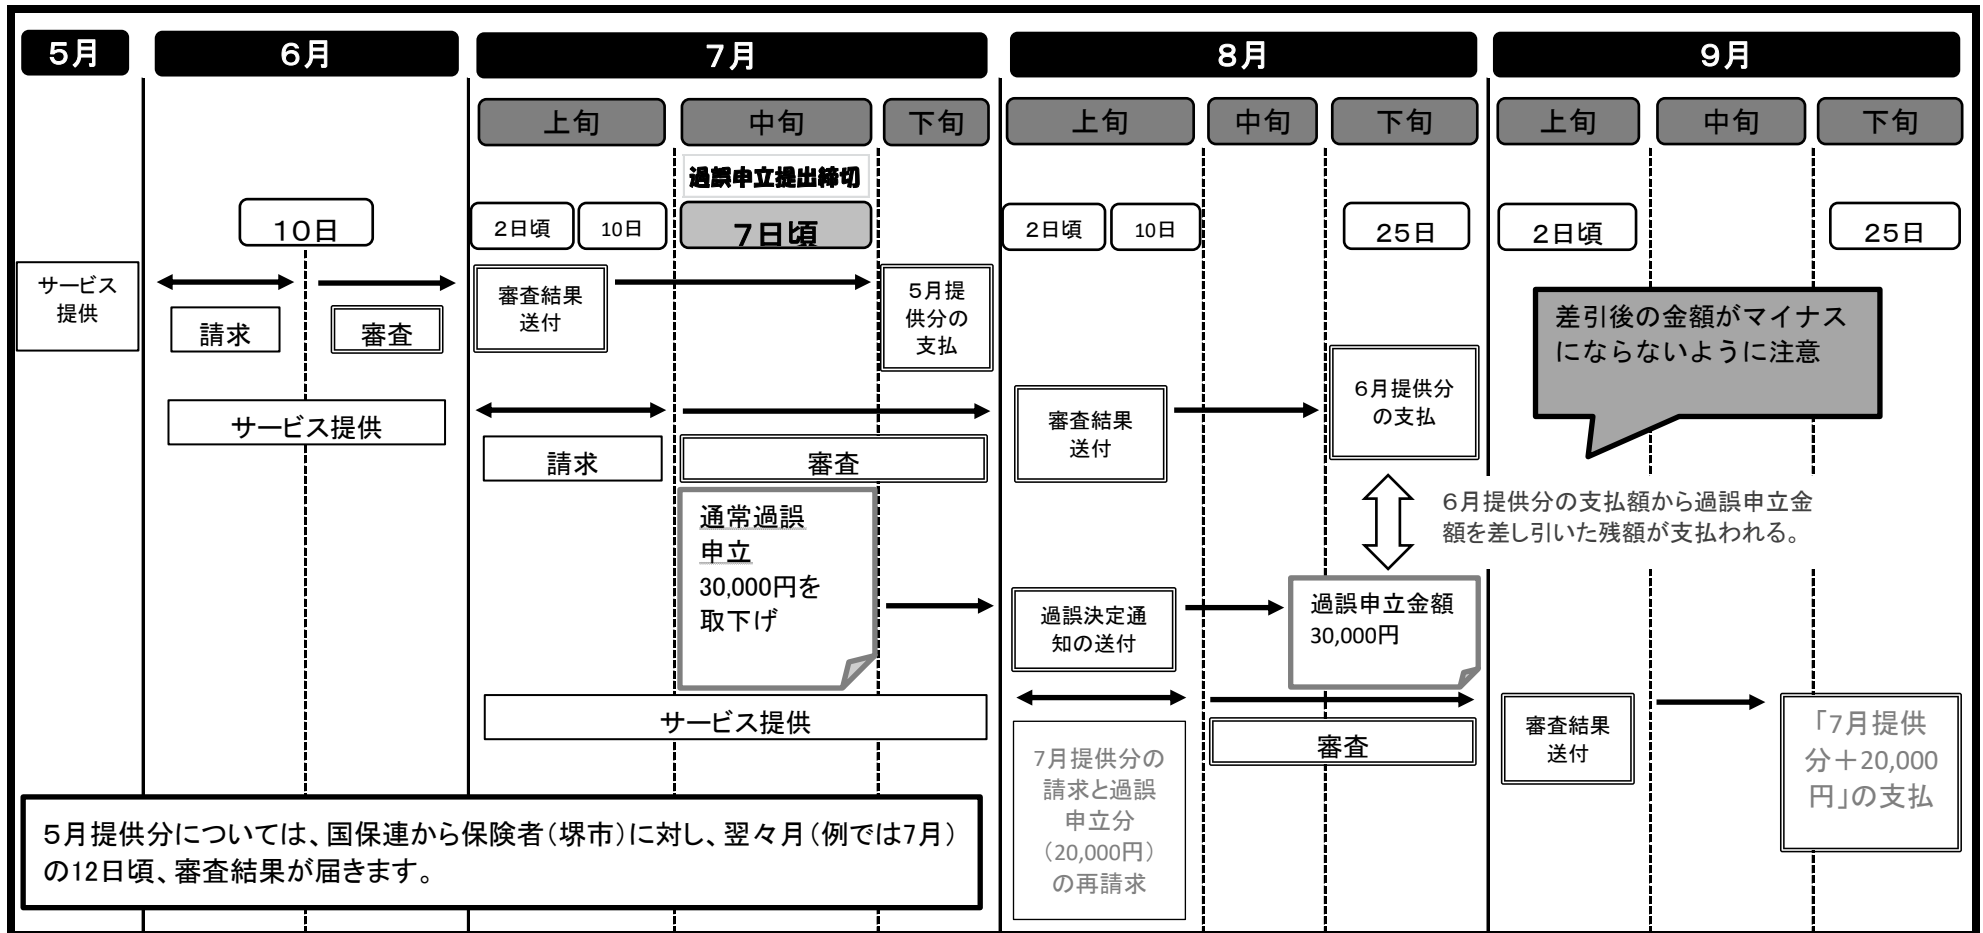 5月
6月
7月
8月
9月
上旬
中旬
下旬
上旬
中旬
下旬
上旬
中旬
下旬
過誤申立提出締切
10日
2日頃
10日
7日頃
2日頃
10日
25日
2日頃
25日
サービス
提供
請求
審査
審査結果
送付
5月提
供分の
支払
差引後の金額がマイナス
にならないように注意
サービス提供
請求
審査
審査結果
送付
6月提供分
の支払
通常過誤
申立
30,000円を
取下げ
6月提供分の支払額から過誤申立金
額を差し引いた残額が支払われる。
過誤決定通
知の送付
過誤申立金額
30,000円
サービス提供
7月提供分の
請求と過誤
申立分
（20,000円）
の再請求
審査
審査結果
送付
「7月提供
分＋20,000
円」の支払
5月提供分については、国保連から保険者（堺市）に対し、翌々月（例では7月）
の12日頃、審査結果が届きます。